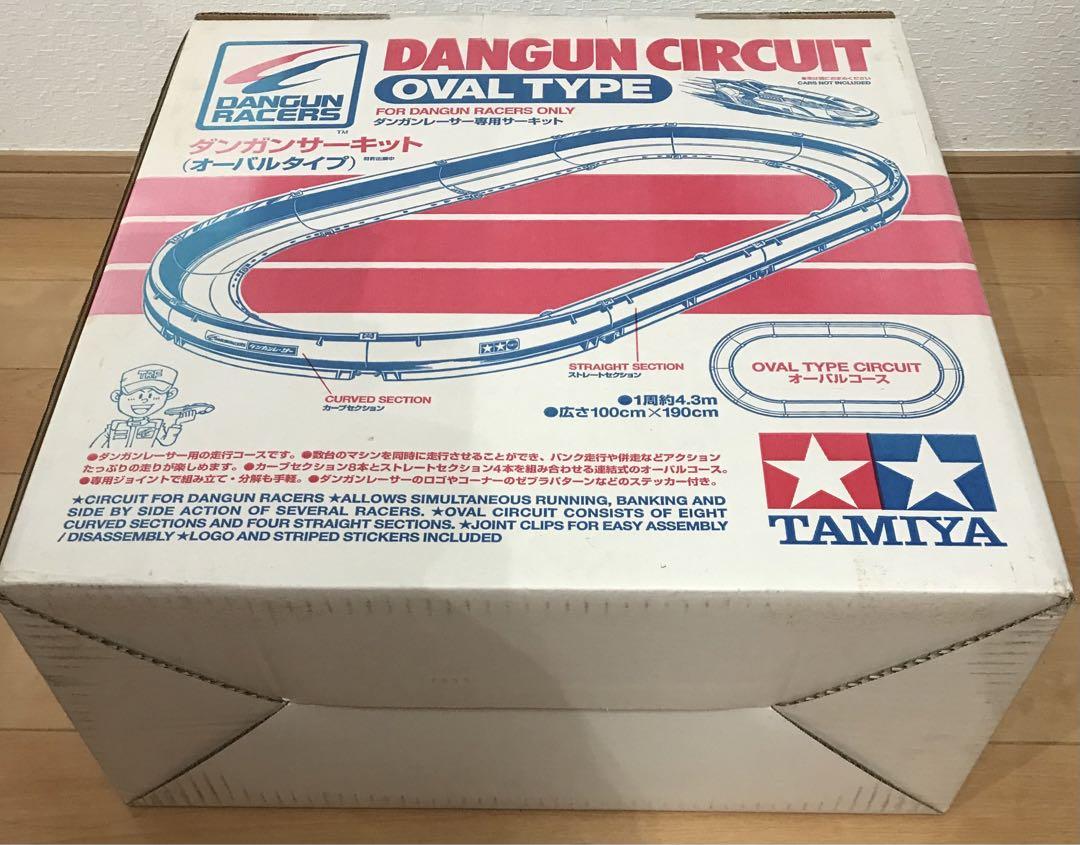 DANGUN CIRCUIT
OVAL TYPE
FOR DANGUN RACERS ONLY
ダンガンレーサー専用サーキット
CARS NOT INCLUDED
DANGUN
RACERS
TM
ダンガンサーキット
(オーバルタイプ)
ダンガンレーサー
STRAIGHT SECTION
ストレートセクション
CURVED SECTION
カーブセクション
OVAL TYPE CIRCUIT
オーバルコース
●1周約4.3m
●広さ100cm×190cm
TRF
●ダンガンレーサー用の走行コースです。●数台のマシンを同時に走行させることができ、バンク走行や併走などアクション
たっぷりの走りが楽しめます。●カーブセクション8本とストレートセクション4本を組み合わせる連結式のオーバルコース。
●専用ジョイントで組み立て・分解も手軽。●ダンガンレーサーのロゴやコーナーのゼブラパターンなどのステッカー付き。
★CIRCUIT FOR DANGUN RACERS ★ALLOWS SIMULTANEOUS RUNNING, BANKING AND
SIDE BY SIDE ACTION OF SEVERAL RACERS. ★OVAL CIRCUIT CONSISTS OF EIGHT
CURVED SECTIONS AND FOUR STRAIGHT SECTIONS. ★JOINT CLIPS FOR EASY ASSEMBLY
/ DISASSEMBLY ★LOGO AND STRIPED STICKERS INCLUDED
TAMIYA